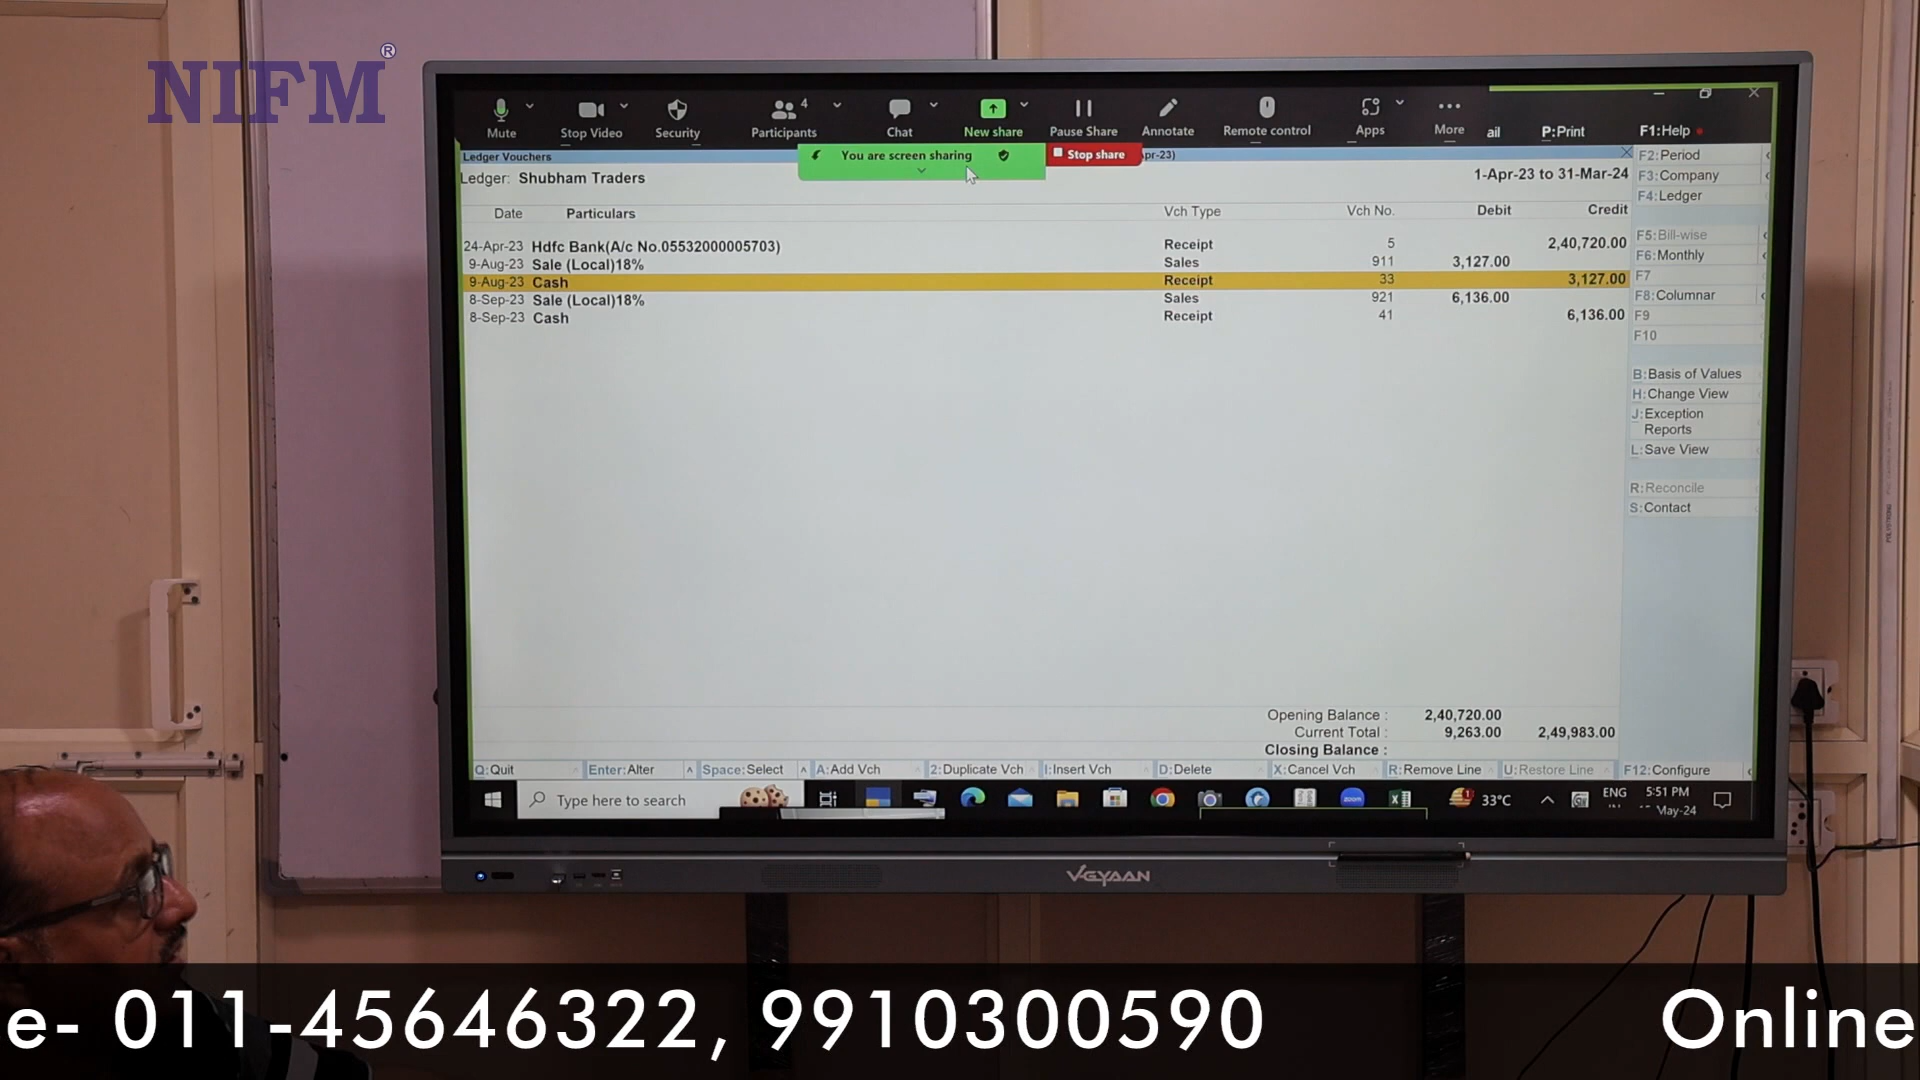 NIFM®
Mute
Stop Video
Security
Participants 4
Chat
New share
Pause Share
Annotate
Remote control
Apps
More
ail
P:Print
F1:Help
You are screen sharing
Stop share
Ledger Vouchers
pr-23)
Ledger: Shubham Traders
1-Apr-23 to 31-Mar-24
Date Particulars Vch Type Vch No. Debit Credit
24-Apr-23 Hdfc Bank(A/c No.05532000005703) Receipt 5 2,40,720.00
9-Aug-23 Sale (Local)18% Sales 911 3,127.00
9-Aug-23 Cash Receipt 33 3,127.00
8-Sep-23 Sale (Local)18% Sales 921 6,136.00
8-Sep-23 Cash Receipt 41 6,136.00
Opening Balance : 2,40,720.00
Current Total : 9,263.00 2,49,983.00
Closing Balance :
F2:Period
F3:Company
F4:Ledger
F5:Bill-wise
F6:Monthly
F7
F8:Columnar
F9
F10
B:Basis of Values
H:Change View
J:Exception
Reports
L:Save View
R:Reconcile
S:Contact
Q:Quit Enter:Alter Space:Select A:Add Vch 2:Duplicate Vch I:Insert Vch D:Delete X:Cancel Vch R:Remove Line U:Restore Line F12:Configure
Type here to search
zoom
1
33°C
ENG
5:51 PM
May-24
V-GYAAN
e- 011-45646322, 9910300590 Online